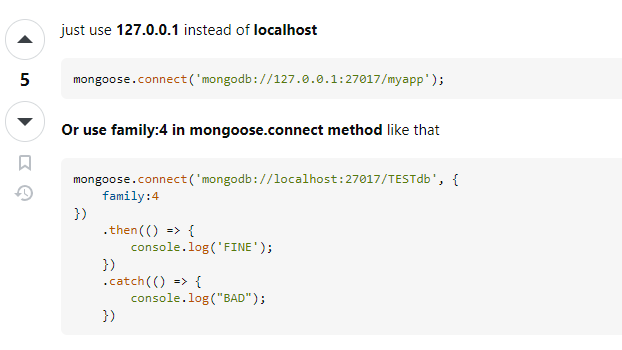 just use 127.0.0.1 instead of localhost
5
mongoose.connect('mongodb://127.0.0.1:27017/myapp');
Or use family:4 in mongoose.connect method like that
mongoose.connect('mongodb://localhost:27017/TESTdb', {
    family:4
})
    .then(() => {
        console.log('FINE');
    })
    .catch(() => {
        console.log("BAD");
    })